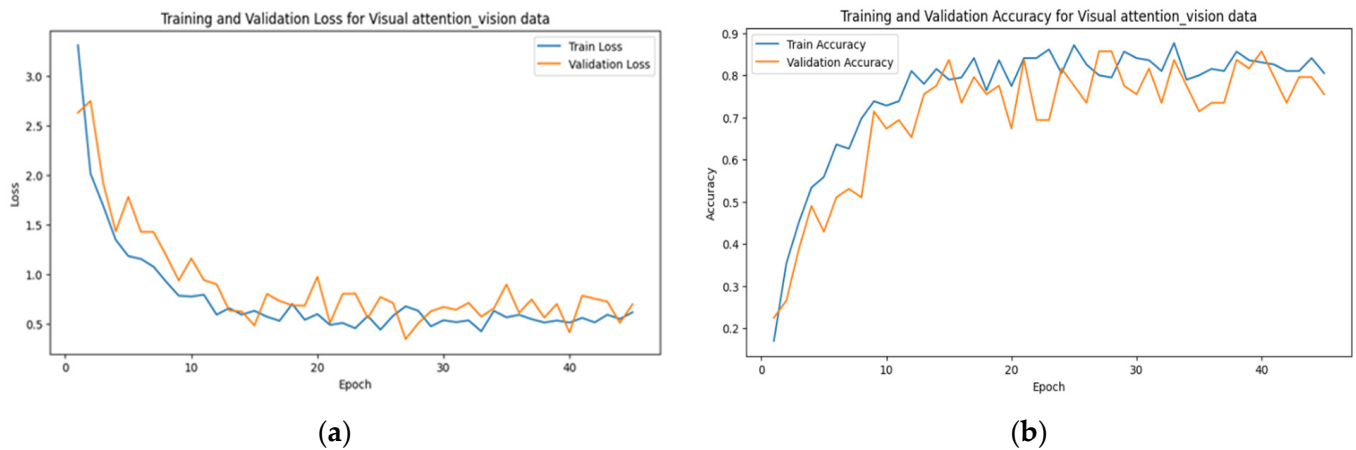 Training and Validation Loss for Visual attention_vision data
Train Loss
Validation Loss
3.0
2.5
2.0
1.5
1.0
0.5
Loss
0
10
20
30
40
Epoch
(a)
Training and Validation Accuracy for Visual attention_vision data
Train Accuracy
Validation Accuracy
0.9
0.8
0.7
0.6
0.5
0.4
0.3
0.2
Accuracy
0
10
20
30
40
Epoch
(b)